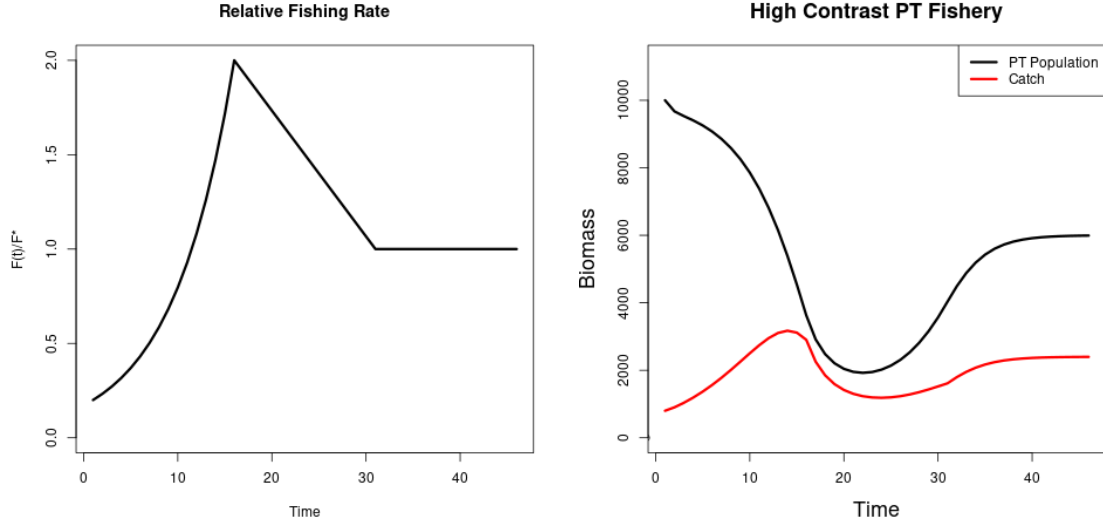 Relative Fishing Rate
F(t)/F*
0.0
0.5
1.0
1.5
2.0
0
10
20
30
40
Time
High Contrast PT Fishery
PT Population
Catch
Biomass
0
2000
4000
6000
8000
10000
0
10
20
30
40
Time